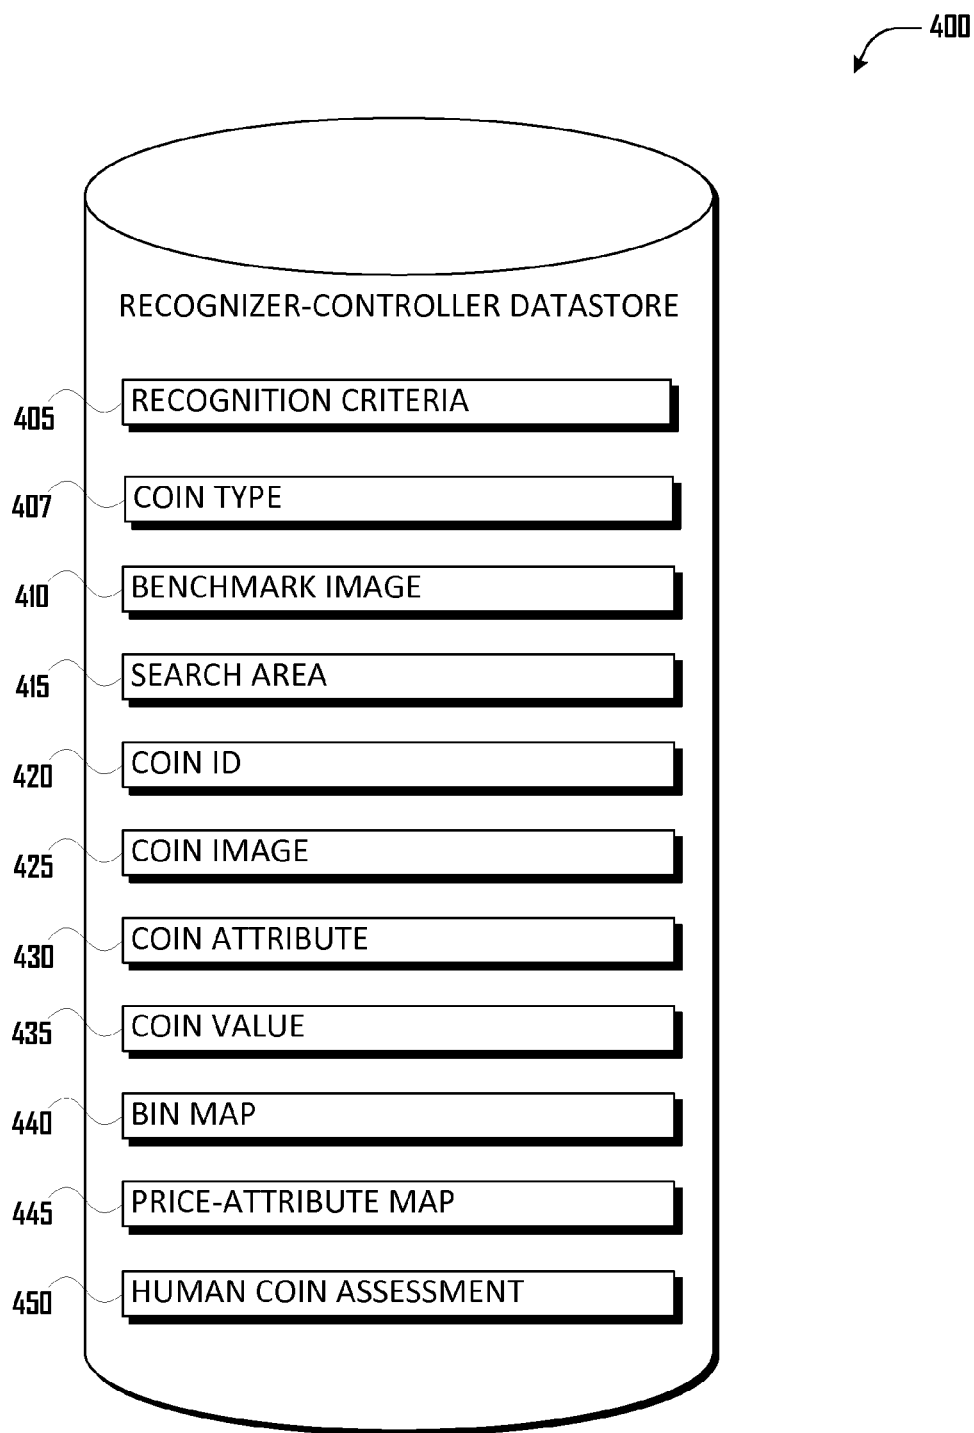 400
RECOGNIZER-CONTROLLER DATASTORE
405 RECOGNITION CRITERIA
407 COIN TYPE
410 BENCHMARK IMAGE
415 SEARCH AREA
420 COIN ID
425 COIN IMAGE
430 COIN ATTRIBUTE
435 COIN VALUE
440 BIN MAP
445 PRICE-ATTRIBUTE MAP
450 HUMAN COIN ASSESSMENT